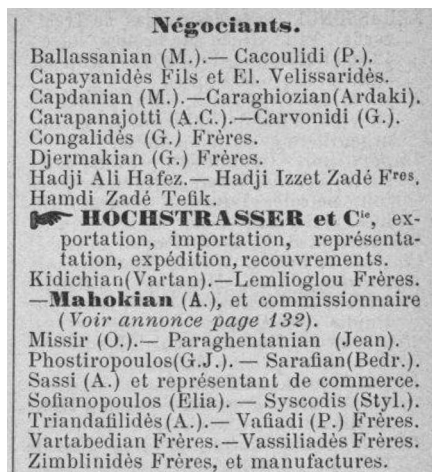 Négociants.
Ballassanian (M.).— Cacoulidi (P.).
Capayanidès Fils et El. Velissaridès.
Capdanian (M.).—Caraghiozian(Ardaki).
Carapanajotti (A.C.).—Carvonidi (G.).
Congalidès (G.) Frères.
Djermakian (G.) Frères.
Hadji Ali Hafez.— Hadji Izzet Zadé Fres.
Hamdi Zadé Tefik.
☛ HOCHSTRASSER et Cie, ex-
portation, importation, représenta-
tation, expédition, recouvrements.
Kidichian(Vartan).—Lemlioglou Frères.
—Mahokian (A.), et commissionnaire
(Voir annonce page 132).
Missir (O.).— Paraghentanian (Jean).
Phostiropoulos(G.J.). — Sarafian(Bedr.).
Sassi (A.) et représentant de commerce.
Sofianopoulos (Elia). — Syscodis (Styl.).
Triandafilidès(A.).— Vafiadi (P.) Frères.
Vartabedian Frères.—Vassiliadès Frères.
Zimblinidès Frères, et manufactures.